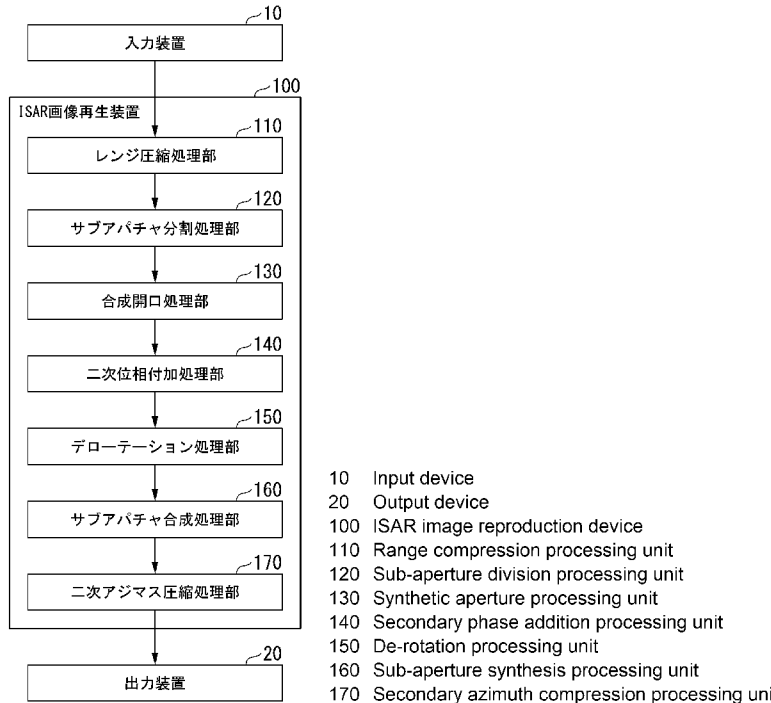 10
入力装置
100
ISAR画像再生装置
110
レンジ圧縮処理部
120
サブアパチャ分割処理部
130
合成開口処理部
140
二次位相付加処理部
150
デローテーション処理部
160
サブアパチャ合成処理部
170
二次アジマス圧縮処理部
20
出力装置
10 Input device
20 Output device
100 ISAR image reproduction device
110 Range compression processing unit
120 Sub-aperture division processing unit
130 Synthetic aperture processing unit
140 Secondary phase addition processing unit
150 De-rotation processing unit
160 Sub-aperture synthesis processing unit
170 Secondary azimuth compression processing uni